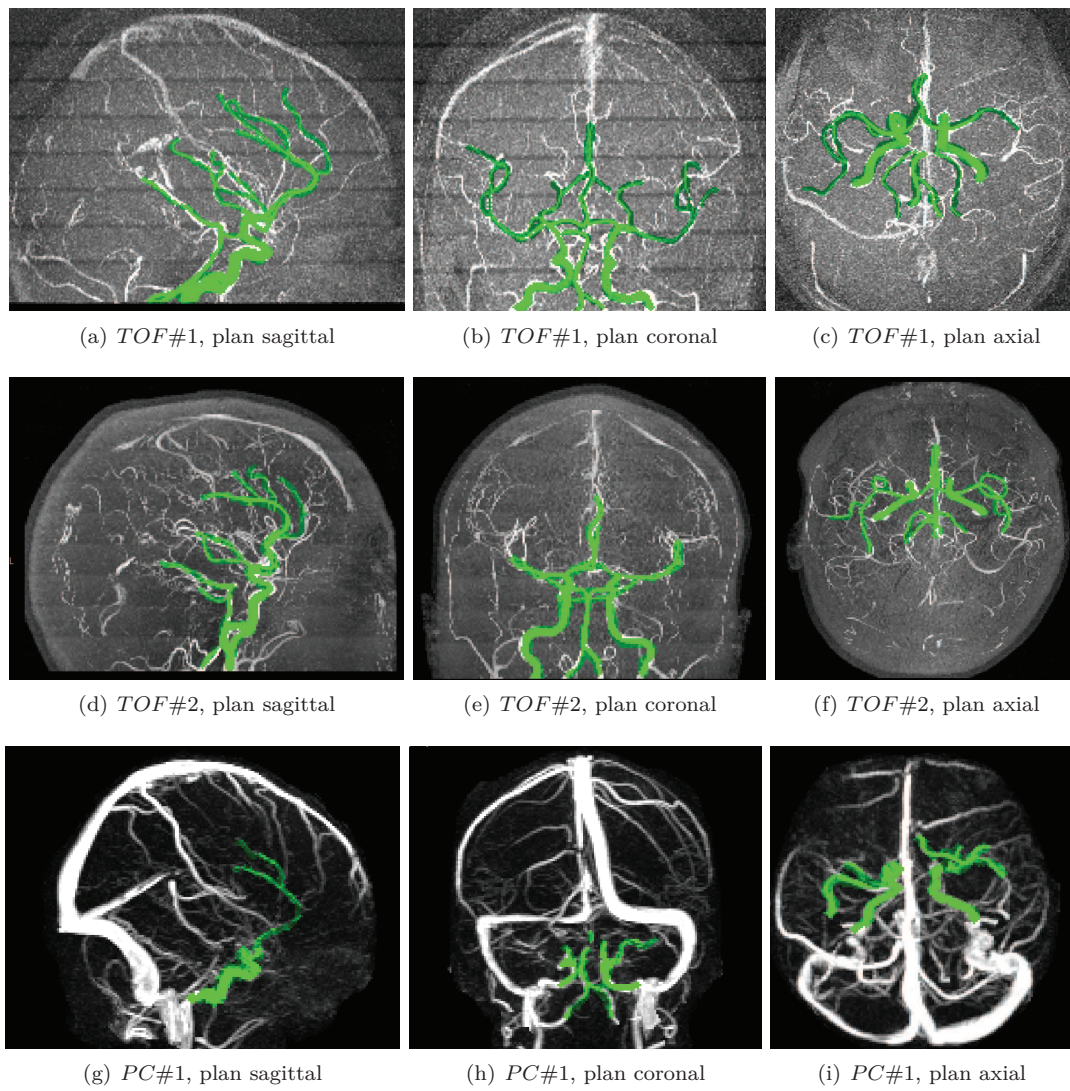 (a) TOF#1, plan sagittal
(b) TOF#1, plan coronal
(c) TOF#1, plan axial
(d) TOF#2, plan sagittal
(e) TOF#2, plan coronal
(f) TOF#2, plan axial
(g) PC#1, plan sagittal
(h) PC#1, plan coronal
(i) PC#1, plan axial